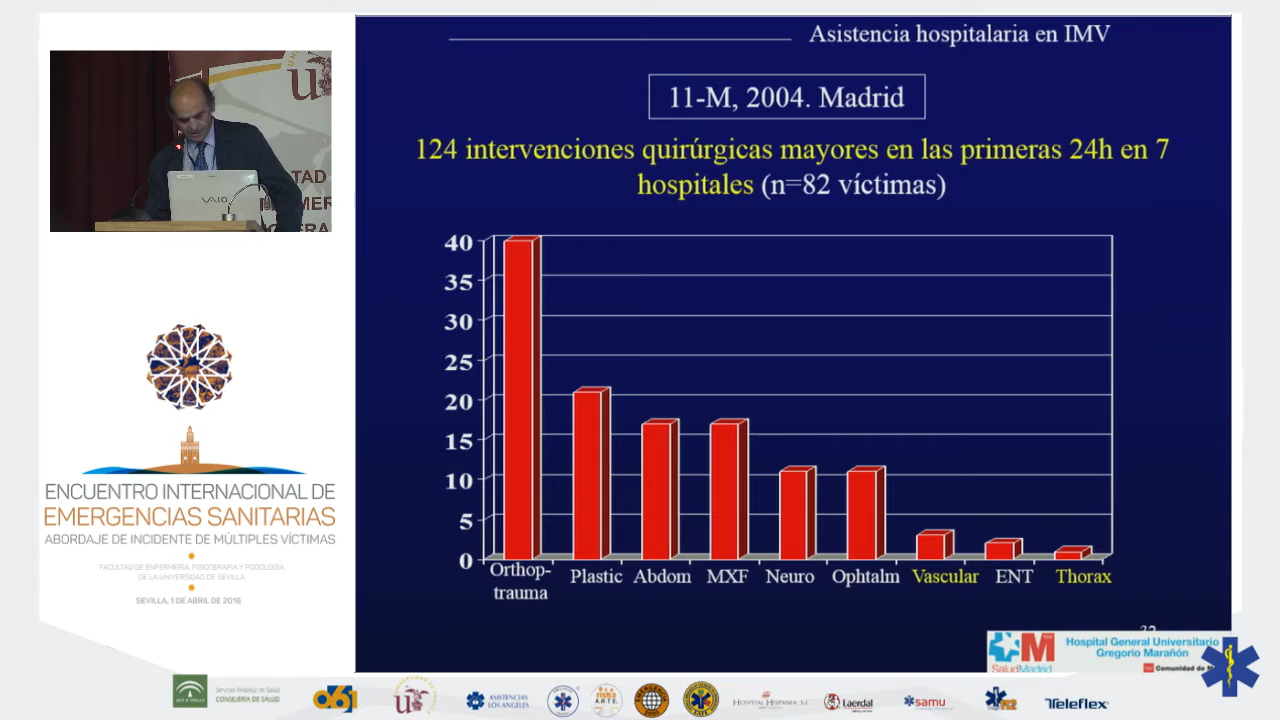 Asistencia hospitalaria en IMV
11-M, 2004. Madrid
124 intervenciones quirúrgicas mayores en las primeras 24h en 7
hospitales (n=82 víctimas)
40
35
30
25
20
15
10
5
0
Orthop-
trauma
Plastic
Abdom
MXF
Neuro
Ophtaln
Vascular
ENT
Thorax
SaludMadrid
Hospital General Universitario
Gregorio Marañón
VAIO
ENCUENTRO INTERNACIONAL DE
EMERGENCIAS SANITARIAS
ABORDAJE DE INCIDENTE DE MÚLTIPLES VÍCTIMAS
FACULTAD DE ENFERMERÍA, FISIOTERAPIA Y PODOLOGÍA
DE LA UNIVERSIDAD DE SEVILLA
SEVILLA, 1 DE ABRIL DE 2016
Servicio Andaluz de Salud
CONSEJERÍA DE SALUD
061
ASISTENCIAS
LOS ANGELES
HOSPITAL HISPANIA, S.L.
Laerdal
samu
Teleflex